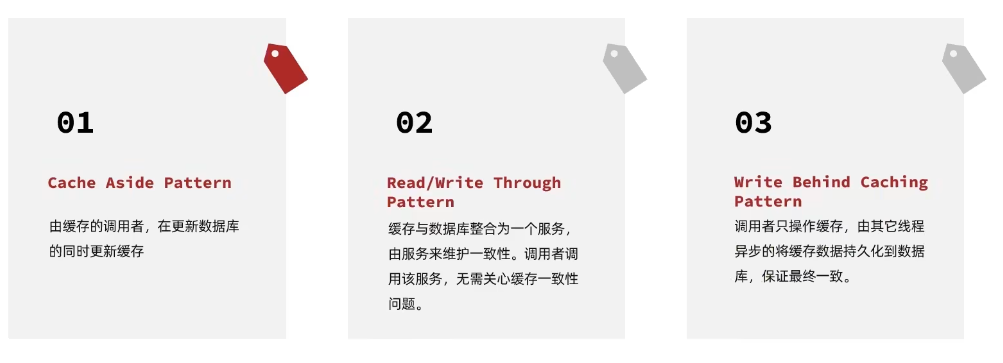 01
Cache Aside Pattern
由缓存的调用者，在更新数据库
的同时更新缓存
02
Read/Write Through
Pattern
缓存与数据库整合为一个服务，
由服务来维护一致性。调用者调
用该服务，无需关心缓存一致性
问题。
03
Write Behind Caching
Pattern
调用者只操作缓存，由其它线程
异步的将缓存数据持久化到数据
库，保证最终一致。